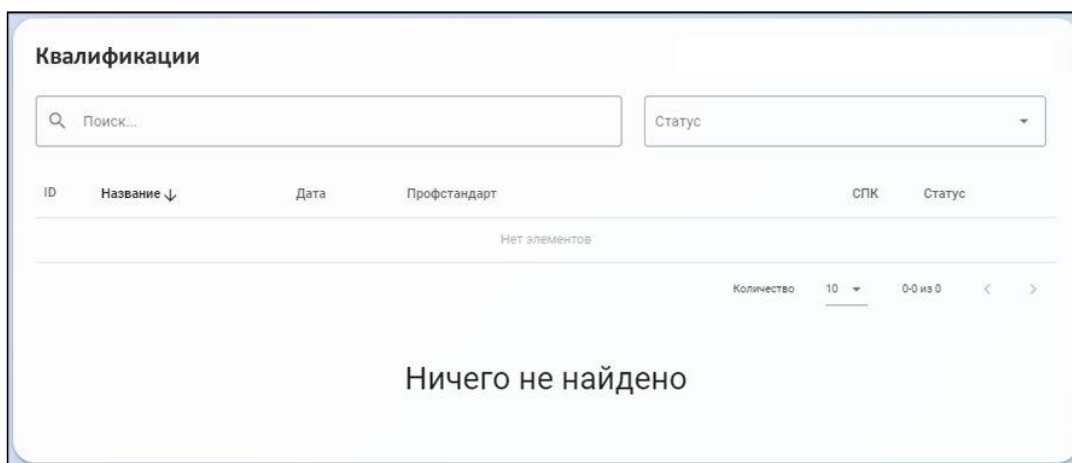 Квалификации
Поиск...
Статус
ID Название Дата Профстандарт СПК Статус
Нет элементов
Количество 10 0-0 из 0
Ничего не найдено